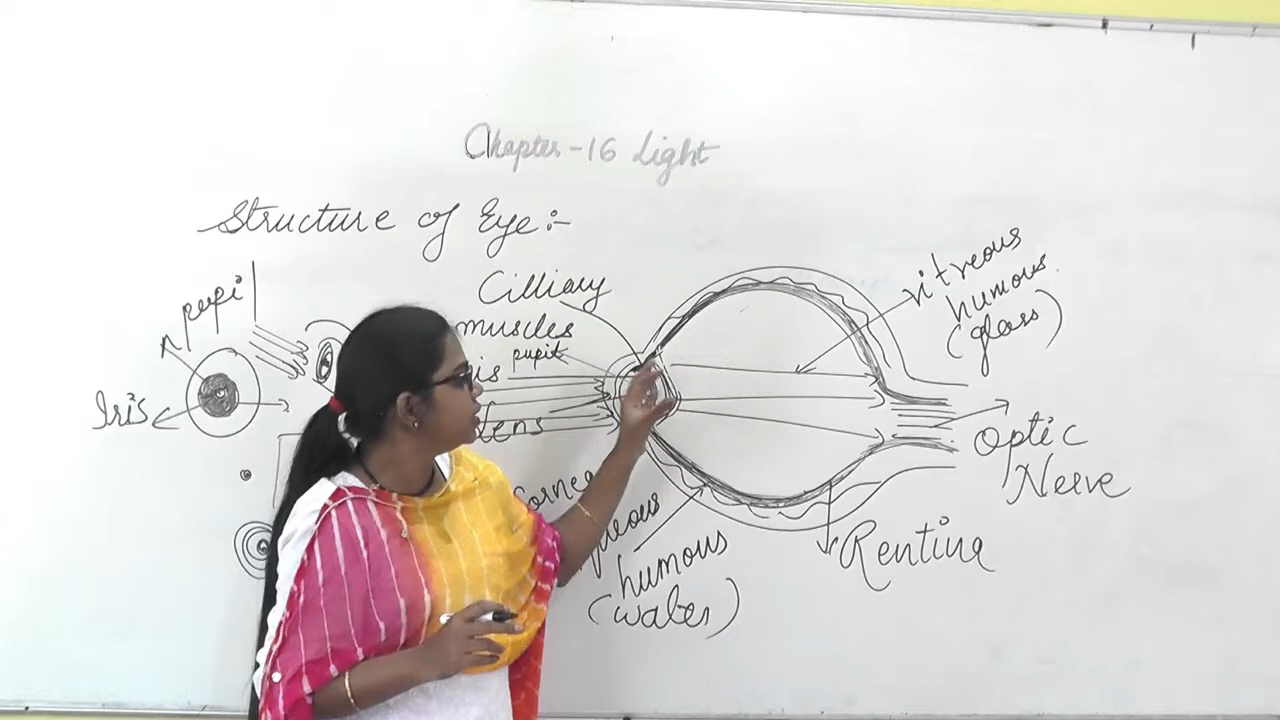 Chapter-16 Light
Structure of Eye:-
pupil
Iris
Cilliary
muscles
pupil
lens
Cornea
humous
(water)
vitreous
humous
(glass)
Optic
Nerve
Rentina